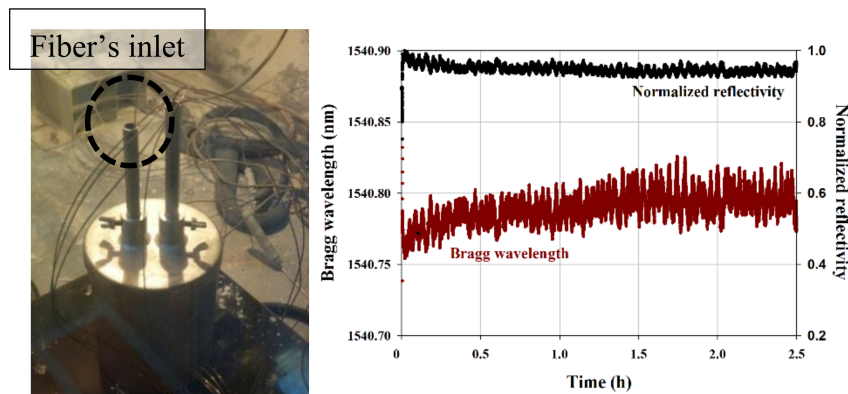 Fiber's inlet
Bragg wavelength (nm)
1540.90
1540.85
1540.80
1540.75
1540.70
Normalized reflectivity
Bragg wavelength
0
0.5
1.0
1.5
2.0
2.5
Time (h)
1.0
0.8
0.6
0.4
0.2
Normalized reflectivity